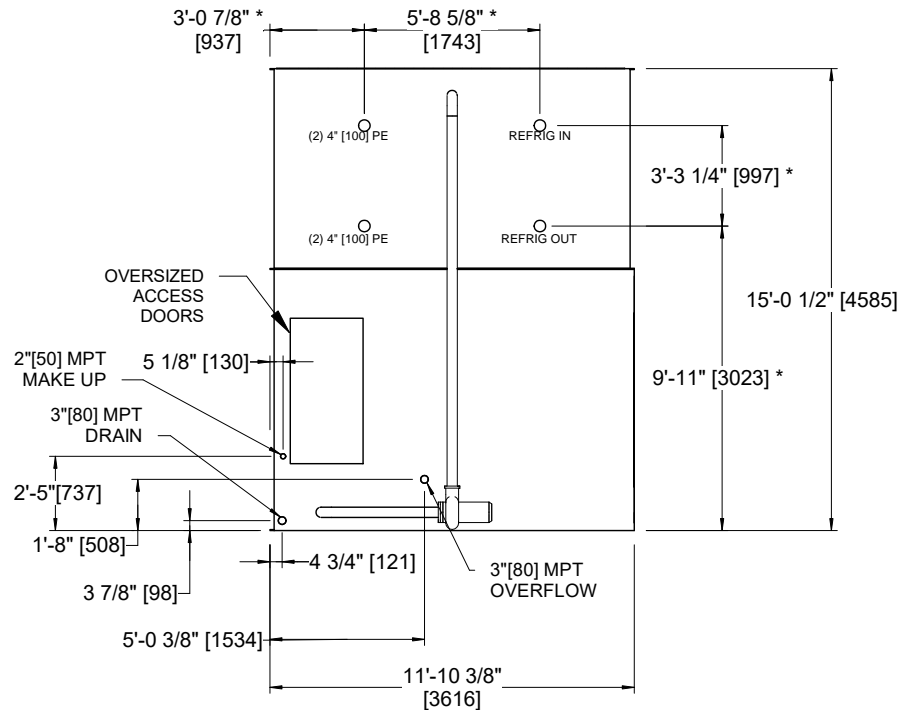 3'-0 7/8" *
[937]
5'-8 5/8" *
[1743]
(2) 4" [100] PE
REFRIG IN
3'-3 1/4" [997] *
(2) 4" [100] PE
REFRIG OUT
OVERSIZED
ACCESS
DOORS
15'-0 1/2" [4585]
2"[50] MPT
MAKE UP
5 1/8" [130]
9'-11" [3023] *
3"[80] MPT
DRAIN
2'-5"[737]
1'-8" [508]
4 3/4" [121]
3"[80] MPT
OVERFLOW
3 7/8" [98]
5'-0 3/8" [1534]
11'-10 3/8"
[3616]